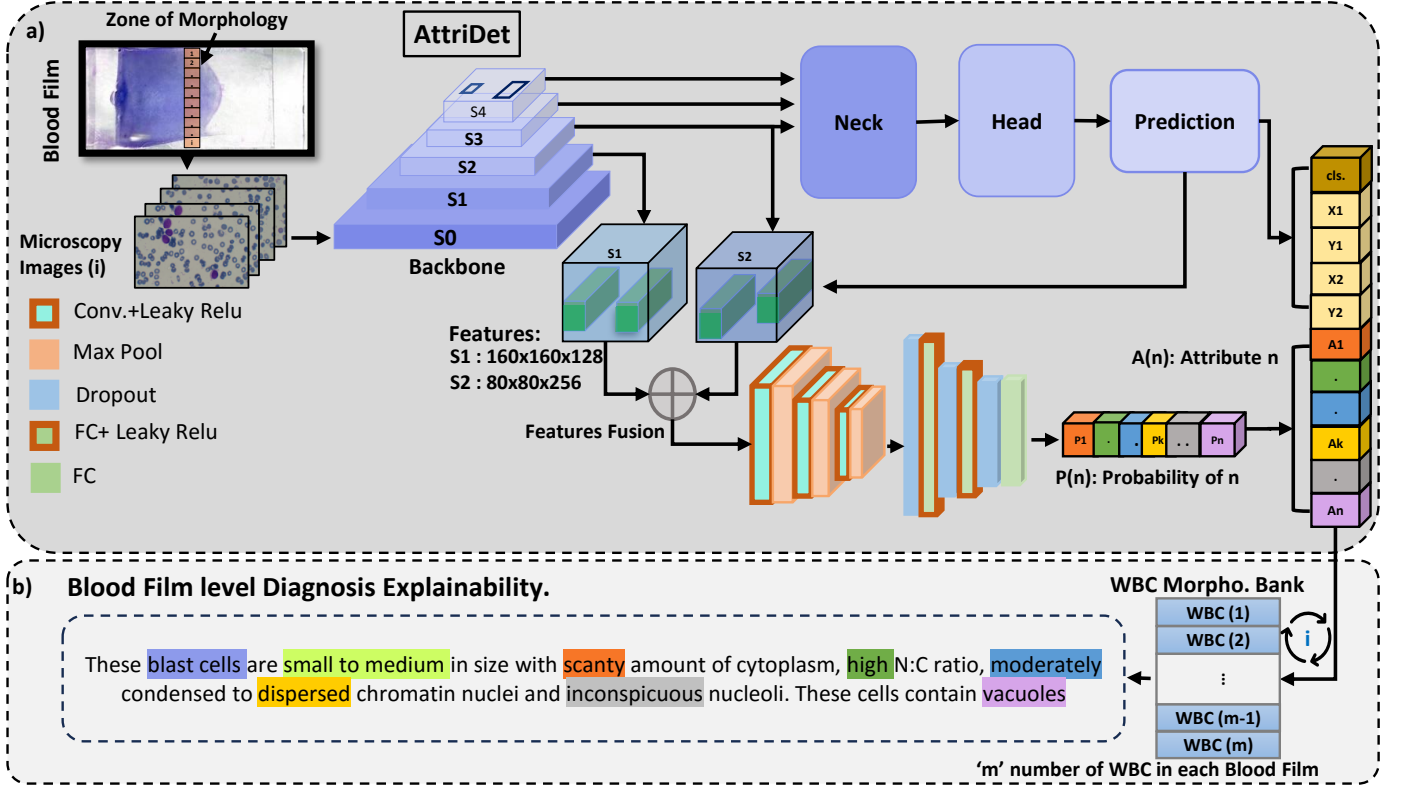 a)
Zone of Morphology
AttriDet
Blood Film
1
2
i
S4
S3
S2
S1
S0
Backbone
Neck
Head
Prediction
Microscopy
Images (i)
Conv.+Leaky Relu
Max Pool
Dropout
FC+ Leaky Relu
FC
S1
S2
Features:
S1 : 160x160x128
S2 : 80x80x256
Features Fusion
P1
.
.
Pk
. .
Pn
P(n): Probability of n
A(n): Attribute n
cls.
X1
Y1
X2
Y2
A1
.
.
Ak
.
An
b)
Blood Film level Diagnosis Explainability.
These blast cells are small to medium in size with scanty amount of cytoplasm, high N:C ratio, moderately
condensed to dispersed chromatin nuclei and inconspicuous nucleoli. These cells contain vacuoles
WBC Morpho. Bank
WBC (1)
WBC (2)
⋮
WBC (m-1)
WBC (m)
i
‘m’ number of WBC in each Blood Film